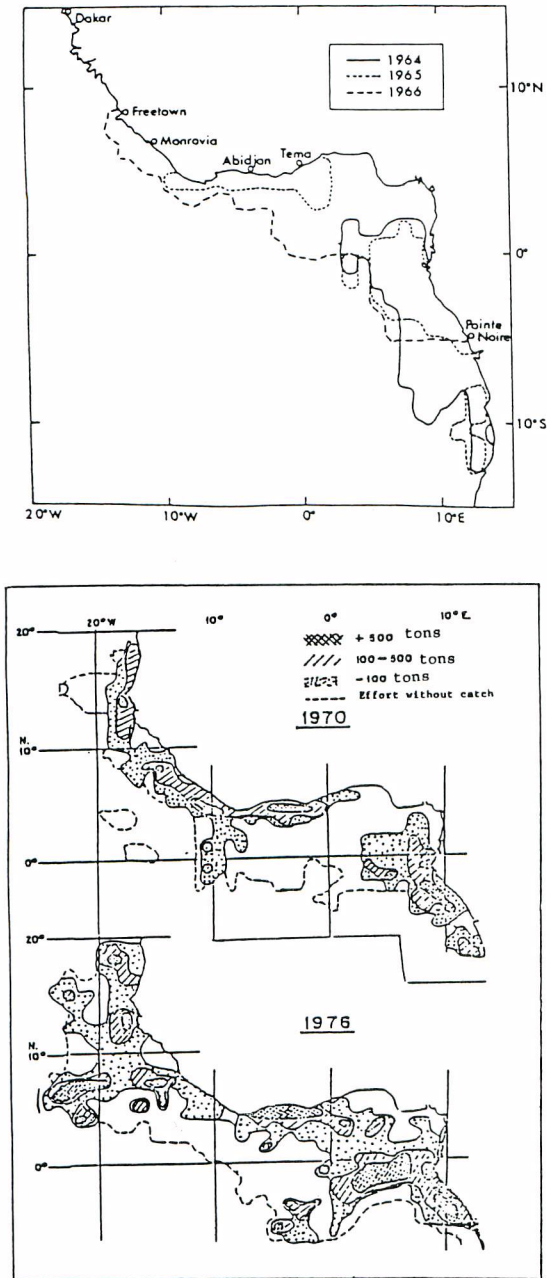 Dakar
1964
1965
1966
10°N
Freetown
Monrovia
Abidjan
Tema
0°
Pointe
Noire
10°S
20°W
10°W
0°
10°E
20°W
10°
0°
10°E.
20°
+ 500 tons
100-500 tons
-100 tons
Effort without catch
1970
N.
10°
0°
20°
1976
N.
10°
0°